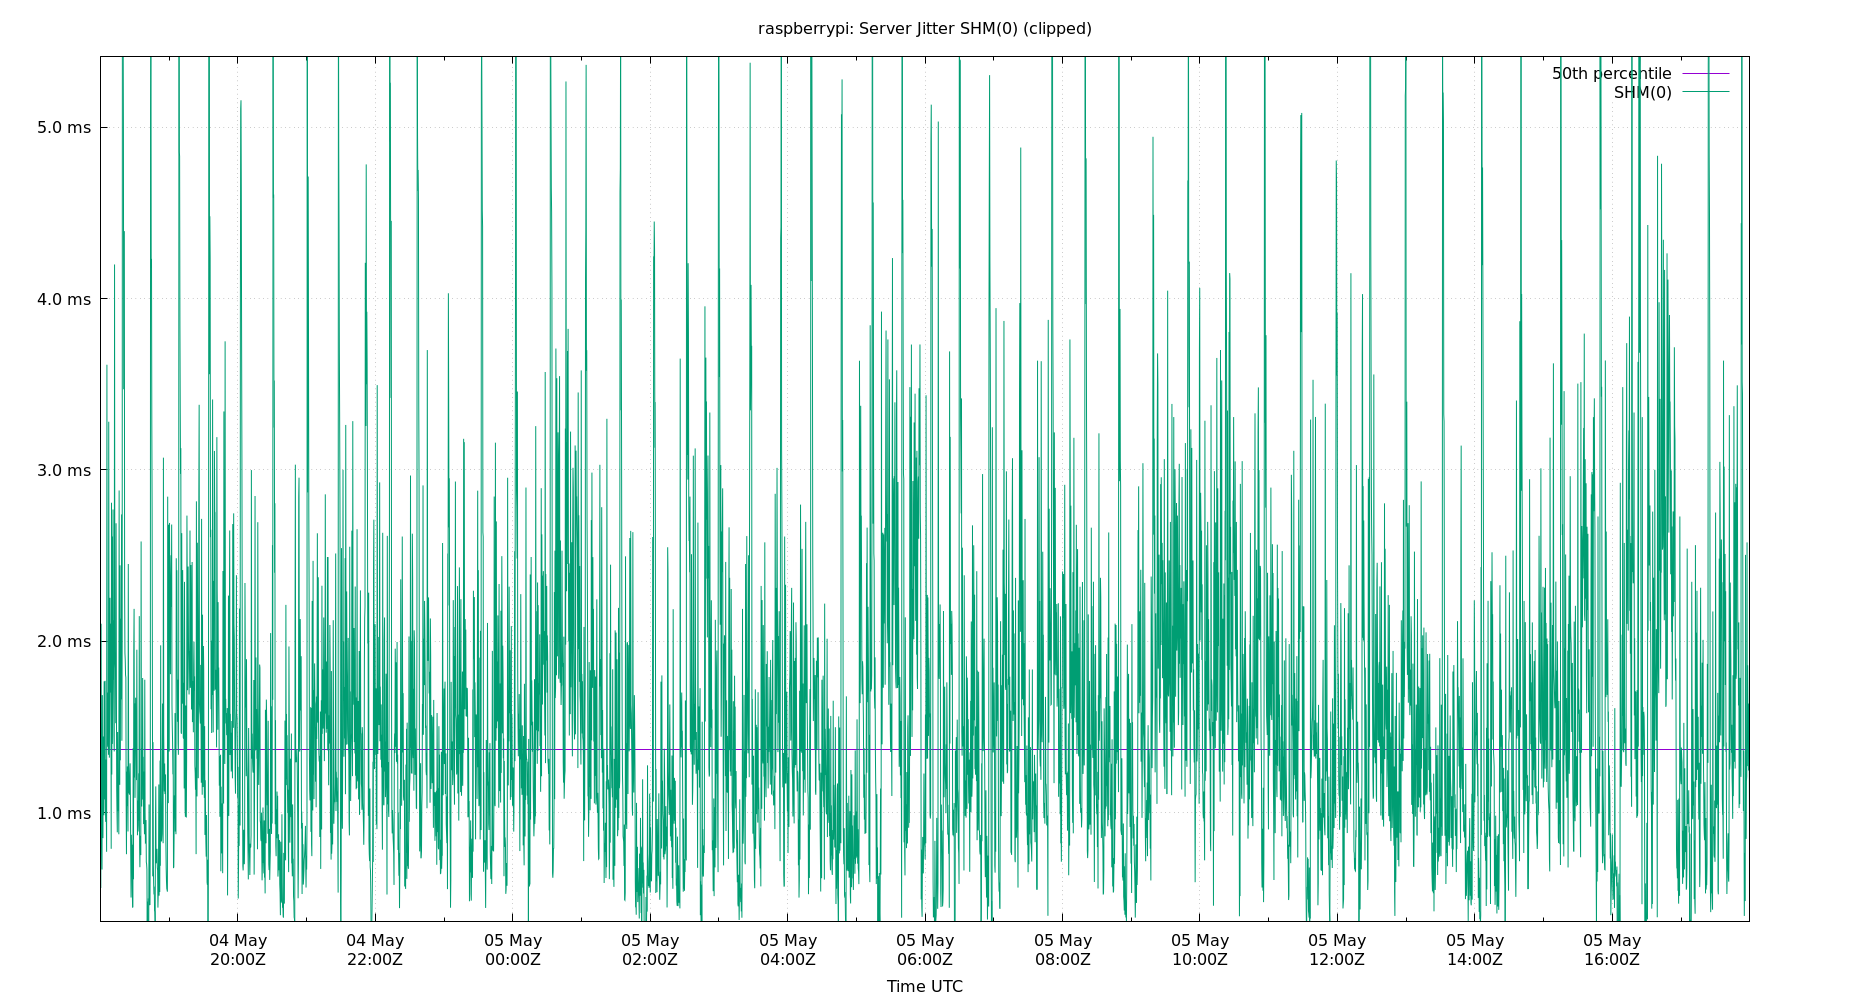 raspberrypi: Server Jitter SHM(0) (clipped)
50th percentile
SHM(0)
5.0 ms
4.0 ms
3.0 ms
2.0 ms
1.0 ms
04 May 04 May 05 May 05 May 05 May 05 May 05 May 05 May 05 May 05 May 05 May
20:00Z 22:00Z 00:00Z 02:00Z 04:00Z 06:00Z 08:00Z 10:00Z 12:00Z 14:00Z 16:00Z
Time UTC